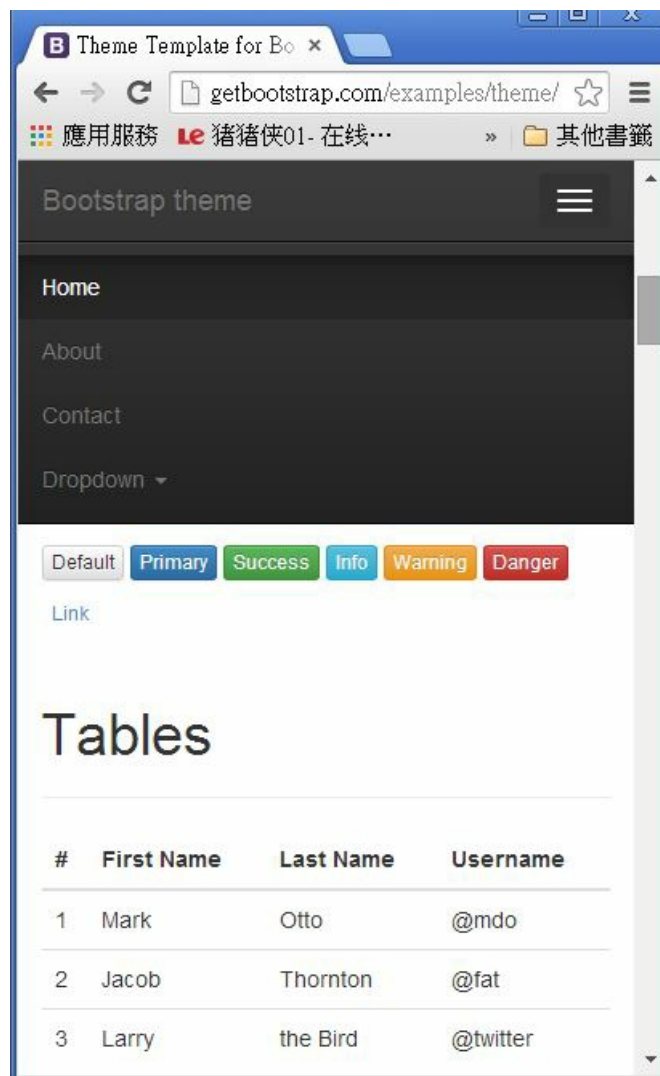 Theme Template for Bo
getbootstrap.com/examples/theme/
應用服務 Le 猪猪侠01- 在线… » 其他書籤
Bootstrap theme
Home
About
Contact
Dropdown
Default Primary Success Info Warning Danger
Link
Tables
# First Name Last Name Username
1 Mark Otto @mdo
2 Jacob Thornton @fat
3 Larry the Bird @twitter